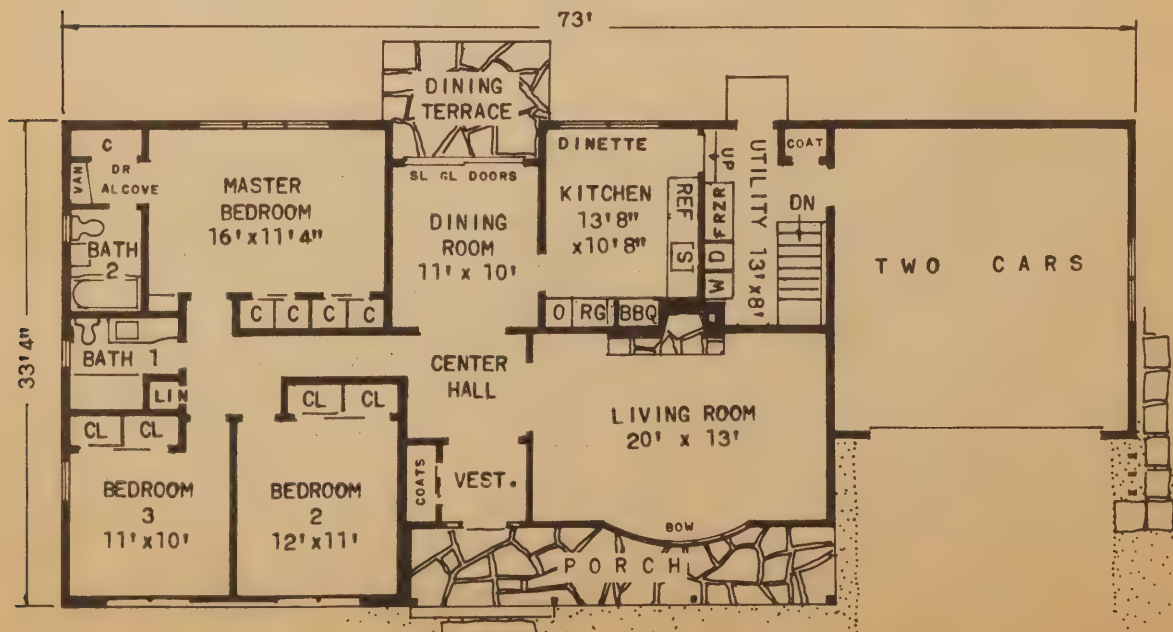 73'
33'4"
DINING
TERRACE
C
VAN
DR
ALCOVE
MASTER
BEDROOM
16'x11'4"
BATH
2
C C C C
SL GL DOORS
DINING
ROOM
11' x 10'
DINETTE
KITCHEN
13'8"
x10'8"
REF
S
O RG BBQ
UP
FRZR
D
W
UTILITY 13'x8'
COAT
DN
TWO CARS
BATH 1
LIN
CL CL
BEDROOM
3
11'x10'
CL CL
BEDROOM
2
12'x11'
CENTER
HALL
COATS
VEST.
LIVING ROOM
20' x 13'
BOW
PORCH